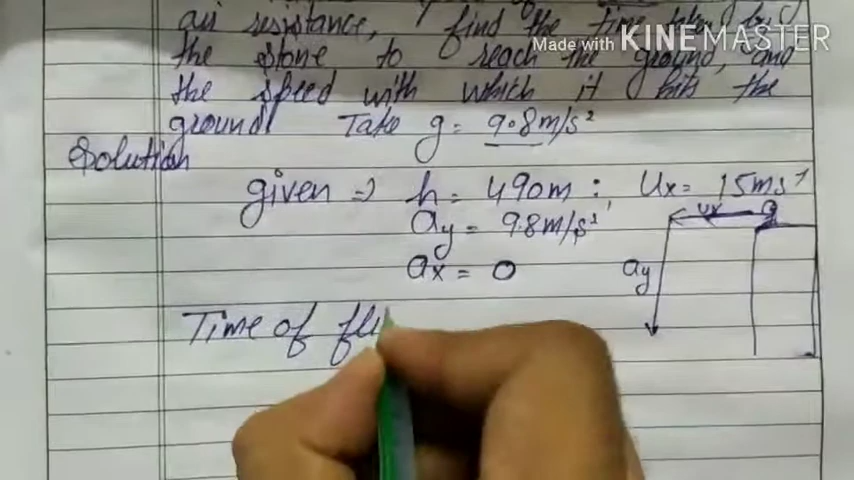 air resistance, find the time taken by
Made with KINEMASTER
the stone to reach the ground, and
the speed with which it hits the
ground. Take g = 9.8m/s²
Solution
given => h = 490m ; Ux = 15ms⁻¹
ay = 9.8m/s²
ux
ax = 0
ay
Time of fli